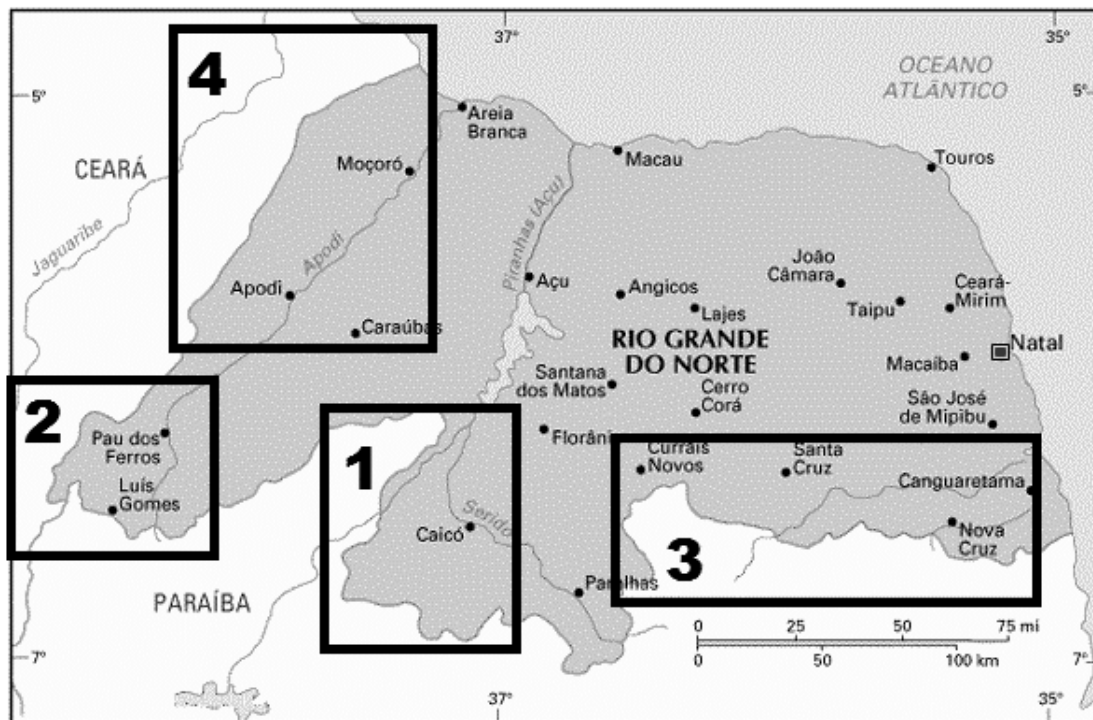 37°
35°
4
OCEANO
ATLÂNTICO
5°
5°
Areia
Branca
CEARÁ
Moçoró
Macau
Touros
Jaguaribe
Apodi
Piranhas (Açu)
João
Câmara
Apodi
Açu
Angicos
Lajes
Taipu
Ceará-
Mirim
Caraúbas
RIO GRANDE
DO NORTE
Natal
Macaíba
Santana
dos Matos
Cerro
Corá
São José
de Mipibu
2
Pau dos
Ferros
Florâni
1
Currais
Novos
Santa
Cruz
Canguaretama
Luís
Gomes
Seridó
Caicó
Nova
Cruz
3
Parelhas
PARAÍBA
0 25 50 75 mi
0 50 100 km
7°
7°
37°
35°